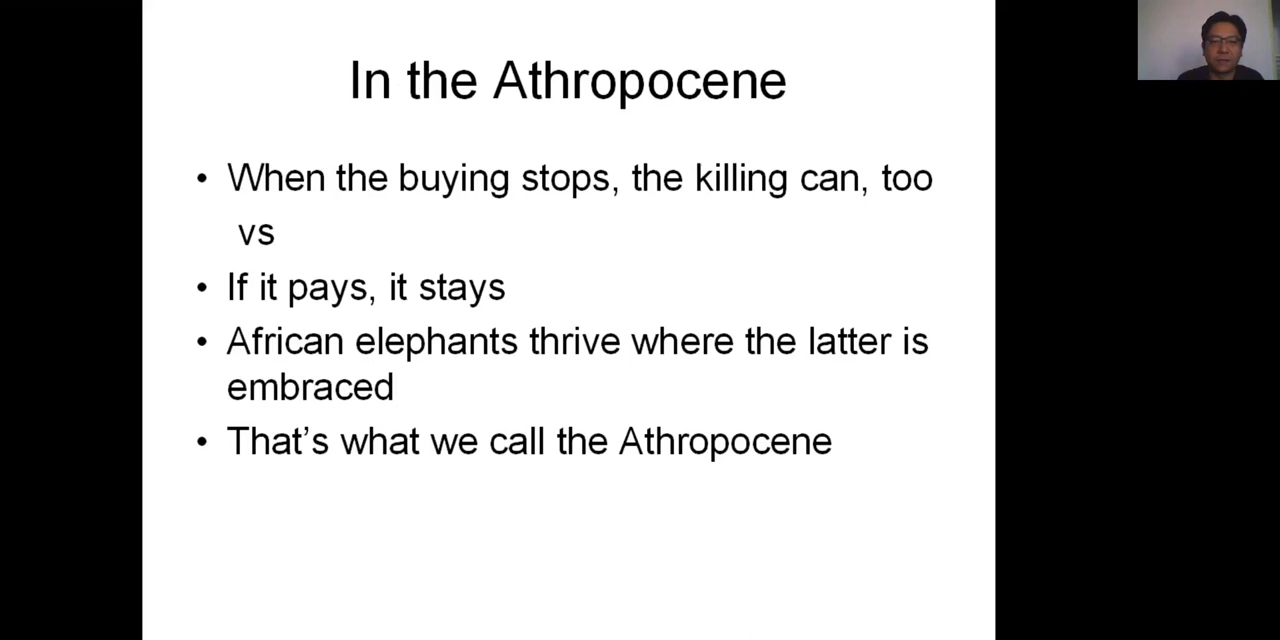 In the Athropocene
• When the buying stops, the killing can, too
vs
• If it pays, it stays
• African elephants thrive where the latter is
embraced
• That’s what we call the Athropocene